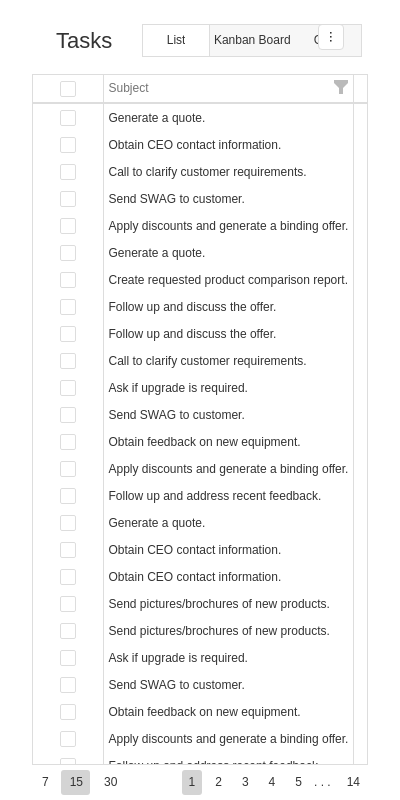 Tasks
List Kanban Board
Subject
Generate a quote.
Obtain CEO contact information.
Call to clarify customer requirements.
Send SWAG to customer.
Apply discounts and generate a binding offer.
Generate a quote.
Create requested product comparison report.
Follow up and discuss the offer.
Follow up and discuss the offer.
Call to clarify customer requirements.
Ask if upgrade is required.
Send SWAG to customer.
Obtain feedback on new equipment.
Apply discounts and generate a binding offer.
Follow up and address recent feedback.
Generate a quote.
Obtain CEO contact information.
Obtain CEO contact information.
Send pictures/brochures of new products.
Send pictures/brochures of new products.
Ask if upgrade is required.
Send SWAG to customer.
Obtain feedback on new equipment.
Apply discounts and generate a binding offer.
Follow up and address recent feedback.
7 15 30 1 2 3 4 5 . . . 14